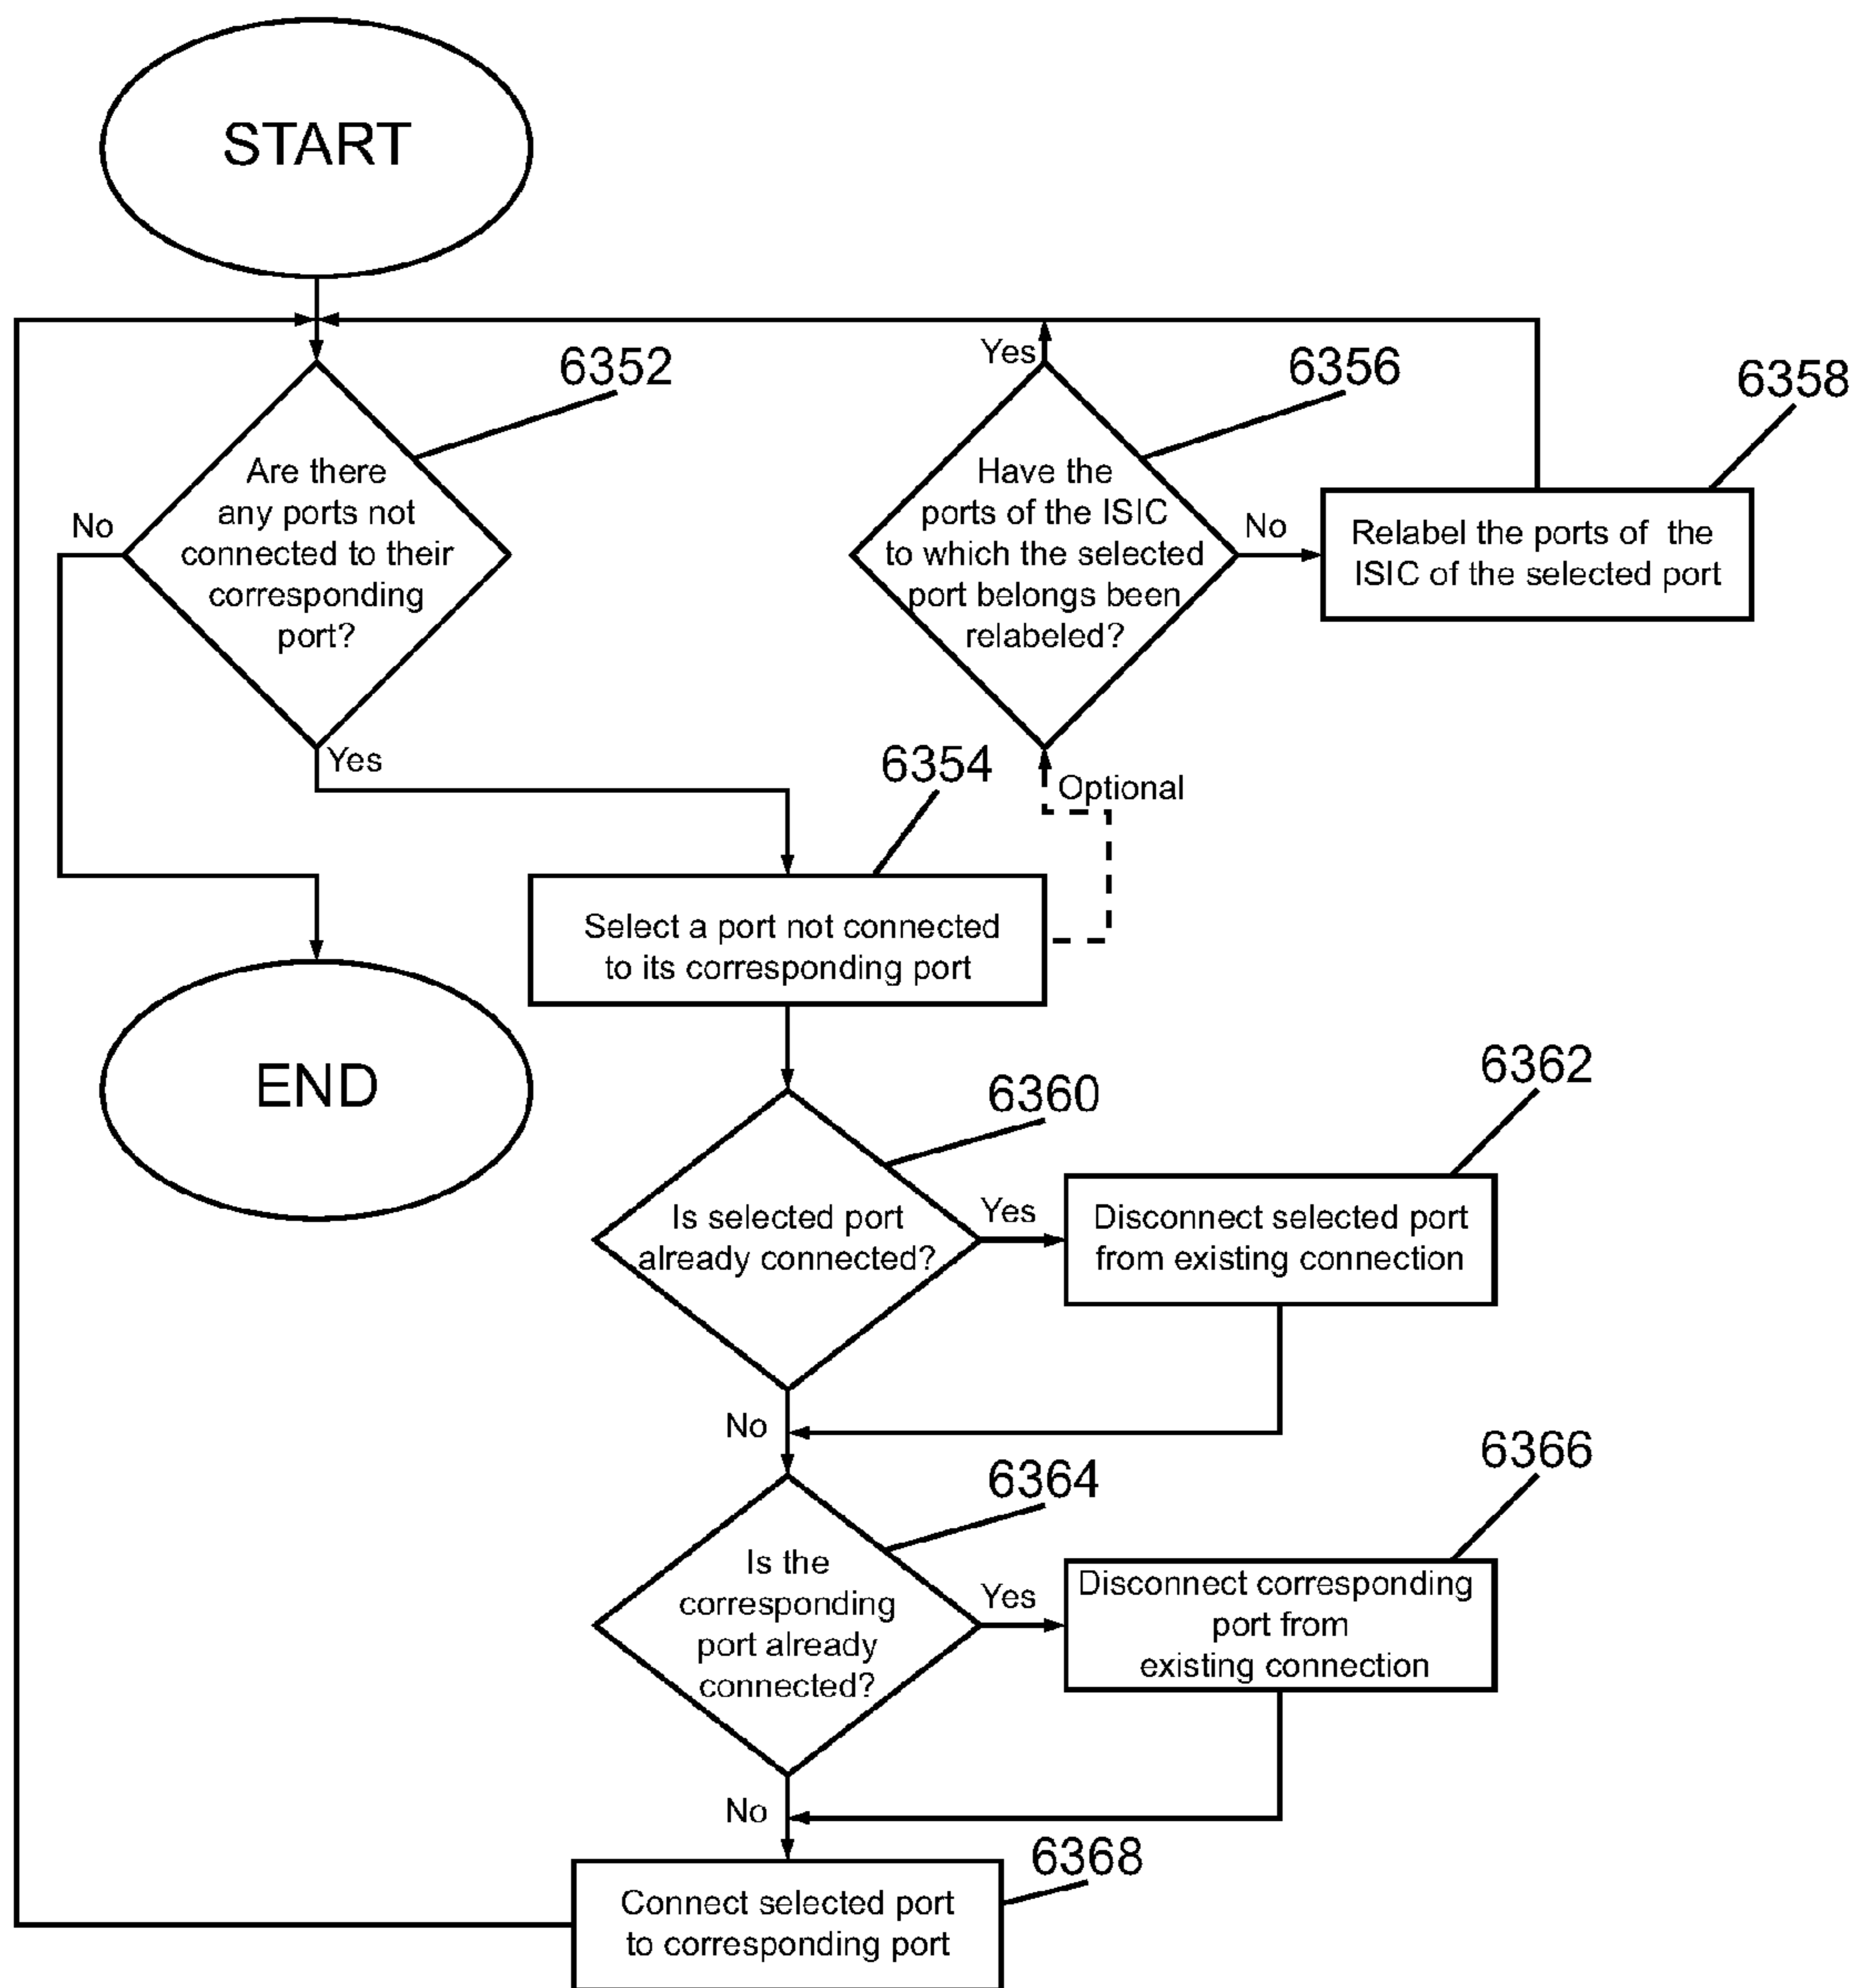 START
6352
Are there
any ports not
connected to their
corresponding
port?
No
Yes
Yes
6356
Have the
ports of the ISIC
to which the selected
port belongs been
relabeled?
No
6358
Relabel the ports of the
ISIC of the selected port
6354
Optional
Select a port not connected
to its corresponding port
END
6360
Is selected port
already connected?
Yes
6362
Disconnect selected port
from existing connection
No
6364
Is the
corresponding
port already
connected?
Yes
6366
Disconnect corresponding
port from
existing connection
No
6368
Connect selected port
to corresponding port